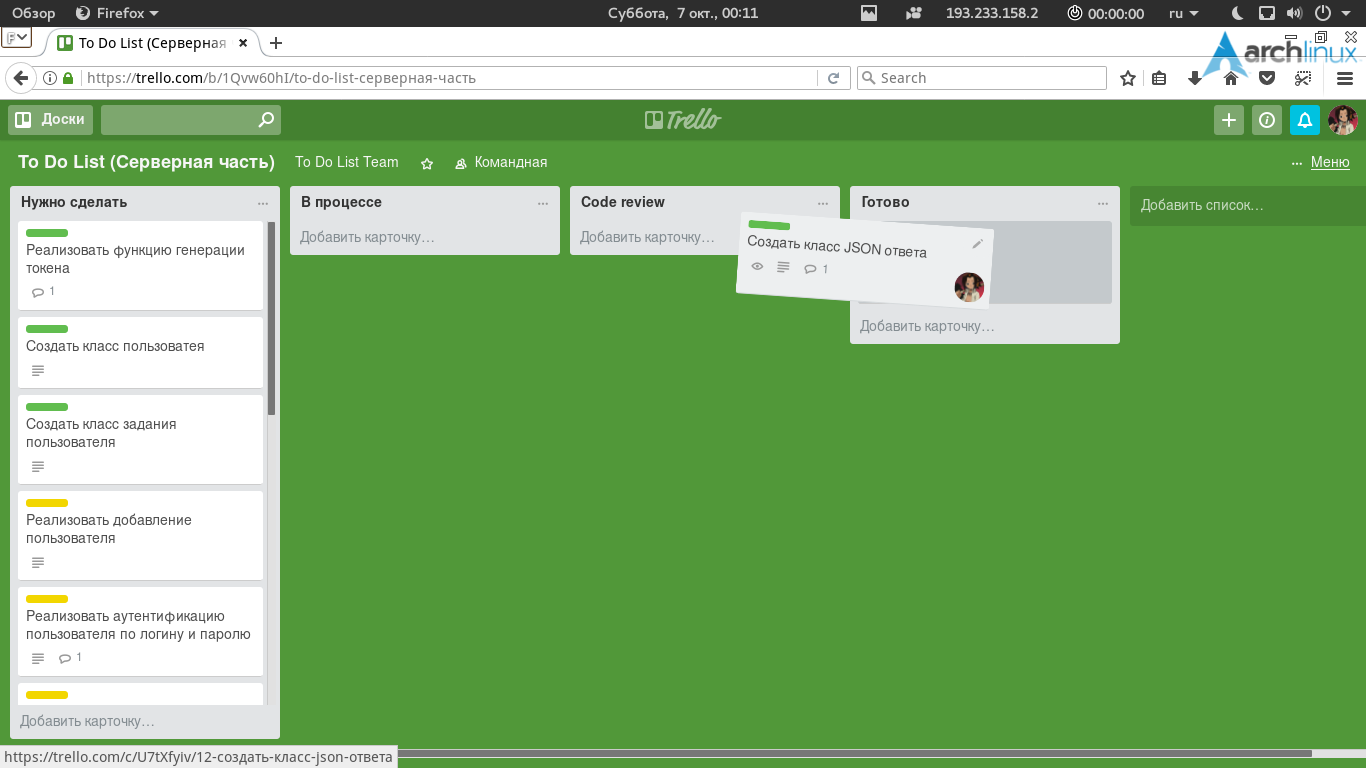 Обзор Firefox Суббота, 7 окт., 00:11 193.233.158.2 00:00:00 ru
F To Do List (Серверная
archlinux
https://trello.com/b/1Qvw60hI/to-do-list-серверная-часть Search
Доски Trello
To Do List (Серверная часть) To Do List Team Командная Меню
Нужно сделать
Реализовать функцию генерации
токена
1
Создать класс пользоватея
Создать класс задания
пользователя
Реализовать добавление
пользователя
Реализовать аутентификацию
пользователя по логину и паролю
1
Добавить карточку…
В процессе
Добавить карточку…
Code review
Добавить карточку…
Готово
Создать класс JSON ответа
1
Добавить карточку…
Добавить список…
https://trello.com/c/U7tXfyiv/12-создать-класс-json-ответа